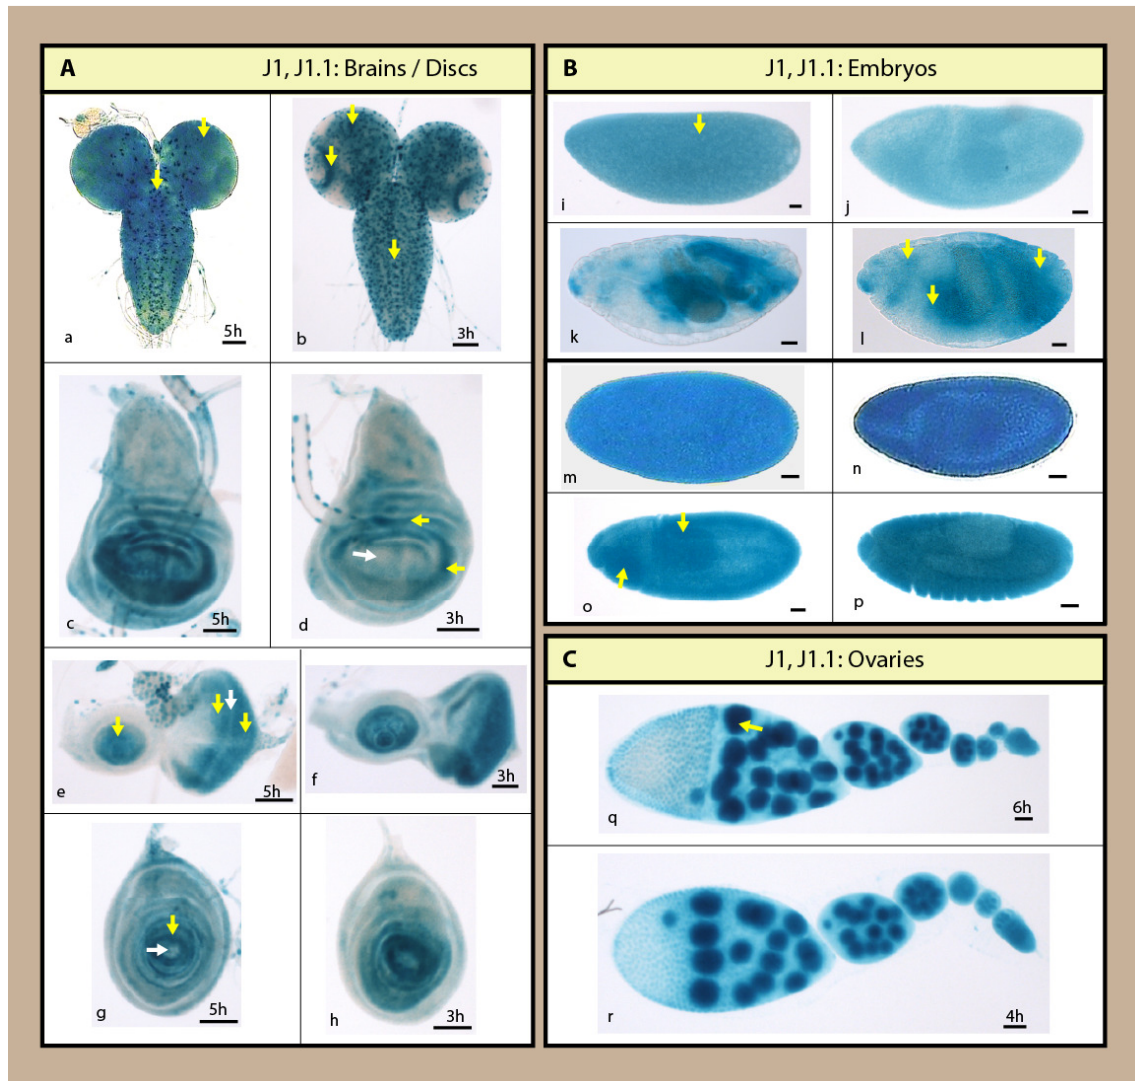 A J1, J1.1: Brains / Discs
a 5h
b 3h
c 5h
d 3h
e 5h
f 3h
g 5h
h 3h
B J1, J1.1: Embryos
i
j
k
l
m
n
o
p
C J1, J1.1: Ovaries
q 6h
r 4h